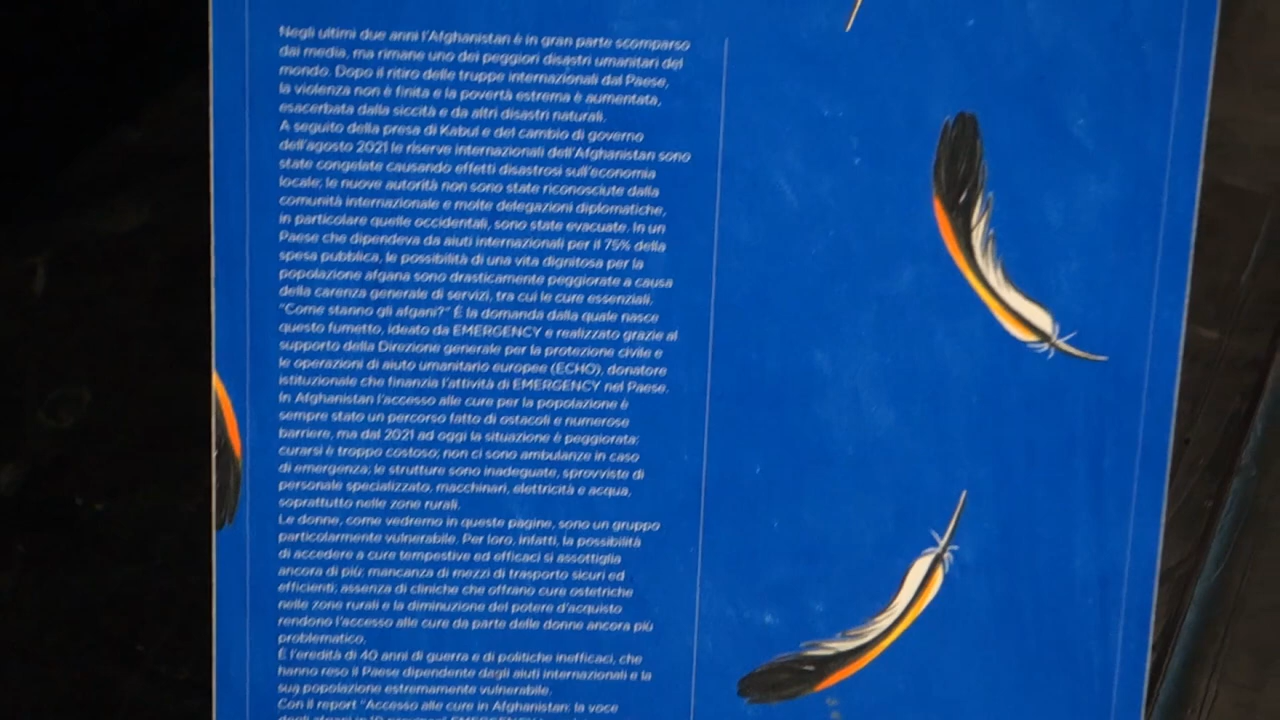 Negli ultimi due anni l'Afghanistan è in gran parte scomparso
dai media, ma rimane uno dei peggiori disastri umanitari del
mondo. Dopo il ritiro delle truppe internazionali dal Paese,
la violenza non è finita e la povertà estrema è aumentata,
esacerbata dalla siccità e da altri disastri naturali.
A seguito della presa di Kabul e del cambio di governo
dell'agosto 2021 le riserve internazionali dell'Afghanistan sono
state congelate causando effetti disastrosi sull'economia
locale; le nuove autorità non sono state riconosciute dalla
comunità internazionale e molte delegazioni diplomatiche,
in particolare quelle occidentali, sono state evacuate. In un
Paese che dipendeva da aiuti internazionali per il 75% della
spesa pubblica, le possibilità di una vita dignitosa per la
popolazione afgana sono drasticamente peggiorate a causa
della carenza generale di servizi, tra cui le cure essenziali.
"Come stanno gli afgani?" È la domanda dalla quale nasce
questo fumetto, ideato da EMERGENCY e realizzato grazie al
supporto della Direzione generale per la protezione civile e
le operazioni di aiuto umanitario europee (ECHO), donatore
istituzionale che finanzia l'attività di EMERGENCY nel Paese.
In Afghanistan l'accesso alle cure per la popolazione è
sempre stato un percorso fatto di ostacoli e numerose
barriere, ma dal 2021 ad oggi la situazione è peggiorata:
curarsi è troppo costoso; non ci sono ambulanze in caso
di emergenza; le strutture sono inadeguate, sprovviste di
personale specializzato, macchinari, elettricità e acqua,
soprattutto nelle zone rurali.
Le donne, come vedremo in queste pagine, sono un gruppo
particolarmente vulnerabile. Per loro, infatti, la possibilità
di accedere a cure tempestive ed efficaci si assottiglia
ancora di più: mancanza di mezzi di trasporto sicuri ed
efficienti; assenza di cliniche che offrano cure ostetriche
nelle zone rurali e la diminuzione del potere d'acquisto
rendono l'accesso alle cure da parte delle donne ancora più
problematico.
È l'eredità di 40 anni di guerra e di politiche inefficaci, che
hanno reso il Paese dipendente dagli aiuti internazionali e la
sua popolazione estremamente vulnerabile.
Con il report "Accesso alle cure in Afghanistan: la voce
degli afgani in 10 province" EMERGENCY